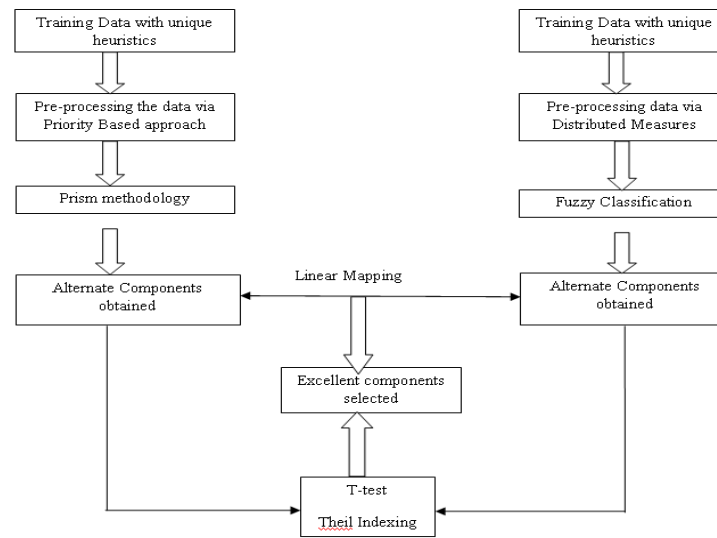 Training Data with unique
heuristics
Pre-processing the data via
Priority Based approach
Prism methodology
Alternate Components
obtained
Training Data with unique
heuristics
Pre-processing data via
Distributed Measures
Fuzzy Classification
Alternate Components
obtained
Linear Mapping
Excellent components
selected
T-test
Theil Indexing